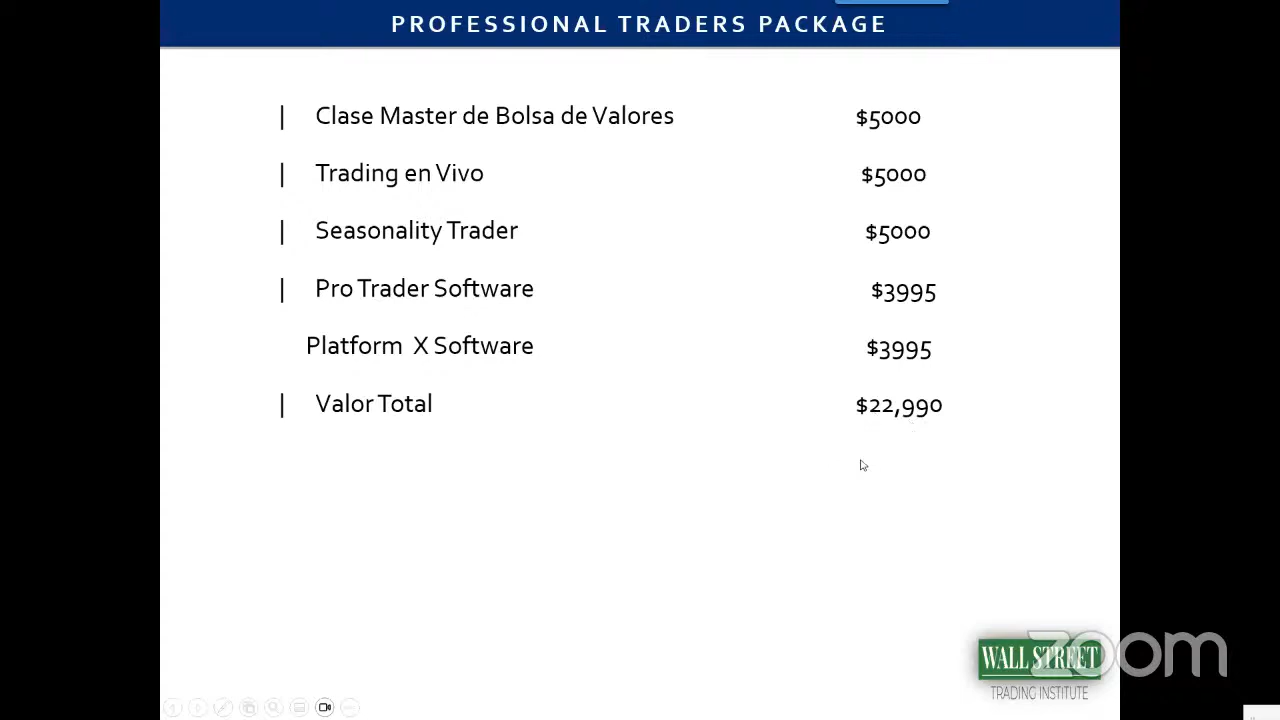 PROFESSIONAL TRADERS PACKAGE
| Clase Master de Bolsa de Valores $5000
| Trading en Vivo $5000
| Seasonality Trader $5000
| Pro Trader Software $3995
Platform X Software $3995
| Valor Total $22,990
WALL STREET
TRADING INSTITUTE
zoom